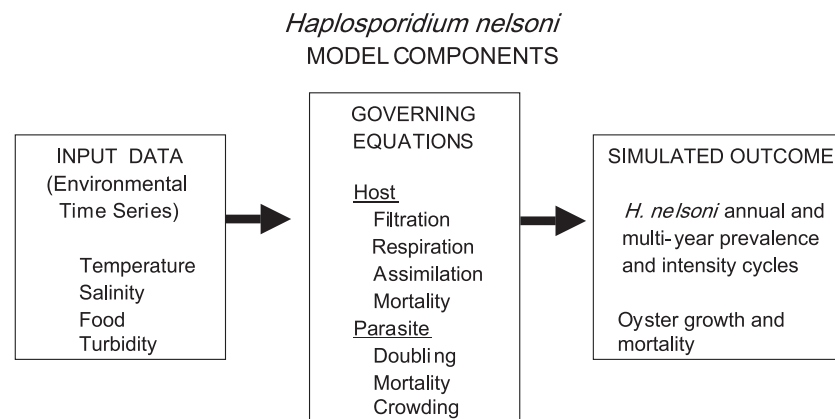 Haplosporidium nelsoni
MODEL COMPONENTS
INPUT DATA
(Environmental
Time Series)
Temperature
Salinity
Food
Turbidity
GOVERNING
EQUATIONS
Host
Filtration
Respiration
Assimilation
Mortality
Parasite
Doubling
Mortality
Crowding
SIMULATED OUTCOME
H. nelsoni annual and
multi-year prevalence
and intensity cycles
Oyster growth and
mortality